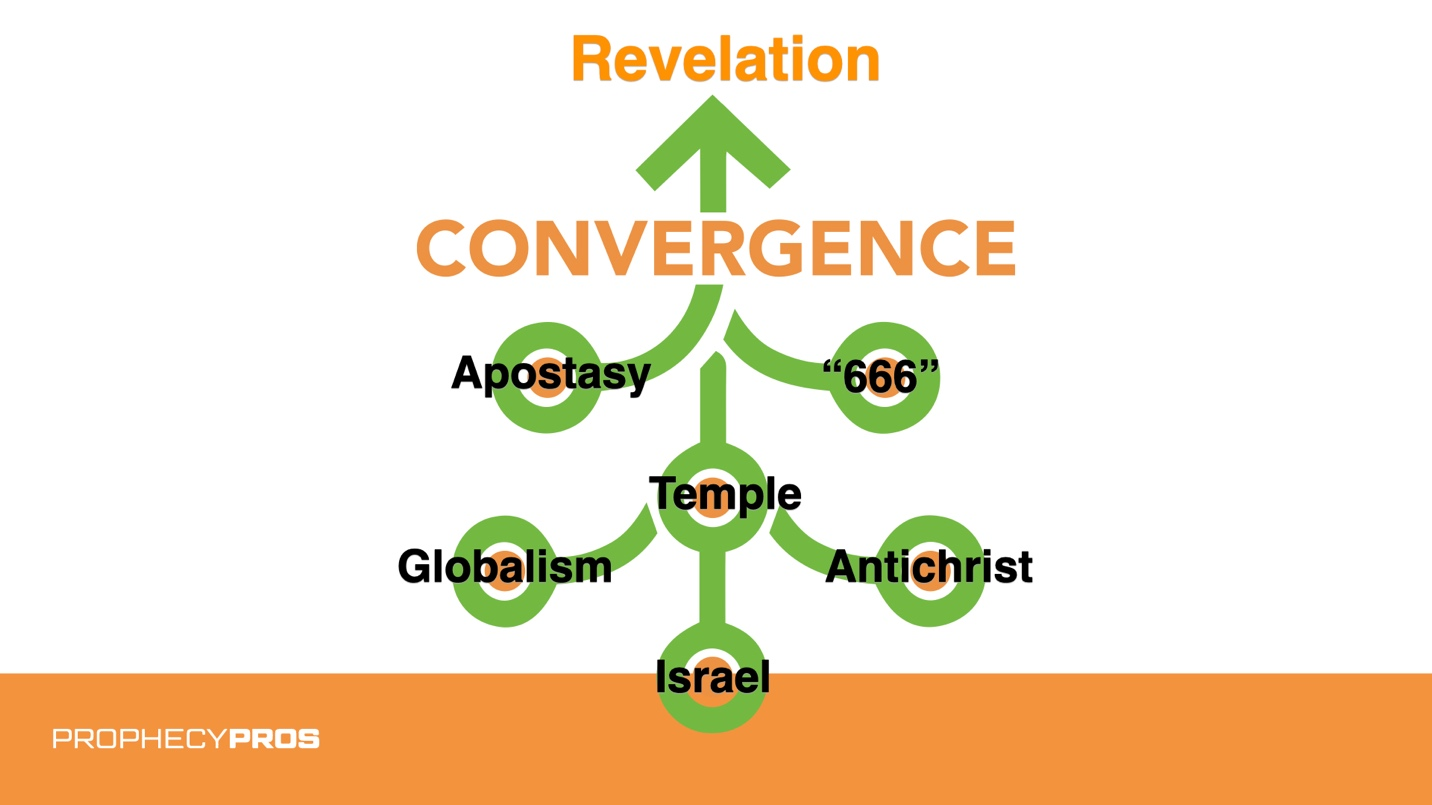 Revelation
CONVERGENCE
Apostasy
“666”
Temple
Globalism
Antichrist
Israel
PROPHECYPROS